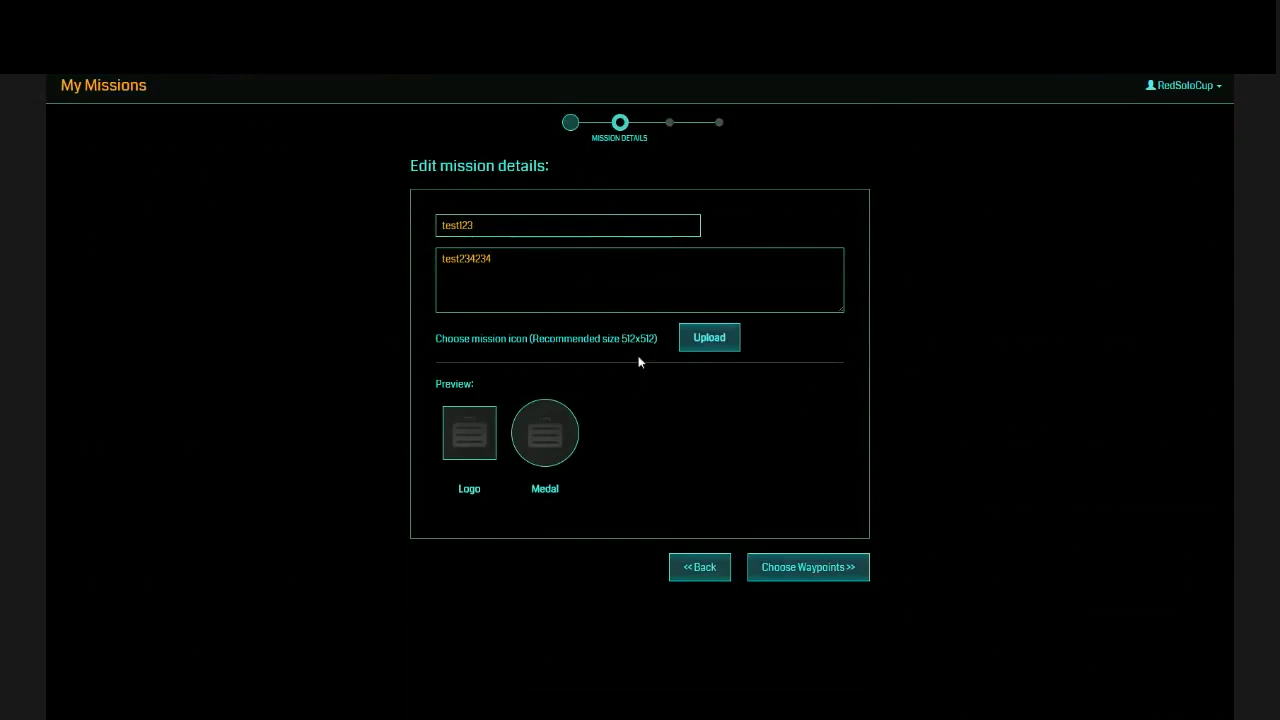 My Missions
RedSoloCup
MISSION DETAILS
Edit mission details:
test123
test234234
Choose mission icon (Recommended size 512x512)
Upload
Preview:
Logo
Medal
<< Back
Choose Waypoints >>